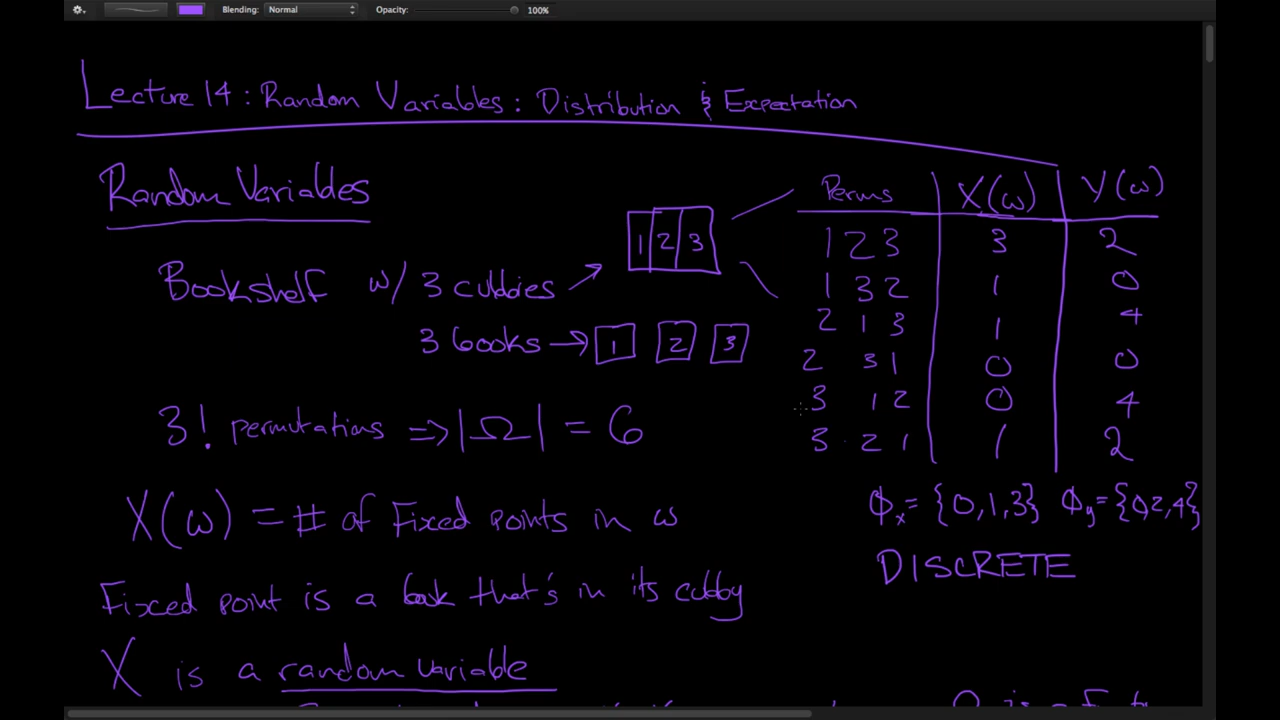 Blending: Normal Opacity: 100%
Lecture 14: Random Variables: Distribution & Expectation
Random Variables
Bookshelf w/ 3 cubbies → 1 2 3
3 books → 1 2 3
3! permutations => |Ω| = 6
X(ω) = # of Fixed points in ω
Fixed point is a book that's in its cubby
X is a random variable
Perms X(ω) Y(ω)
1 2 3 3 2
1 3 2 1 0
2 1 3 1 4
2 3 1 0 0
3 1 2 0 4
3 2 1 1 2
Φx = {0,1,3} Φy = {0,2,4}
DISCRETE